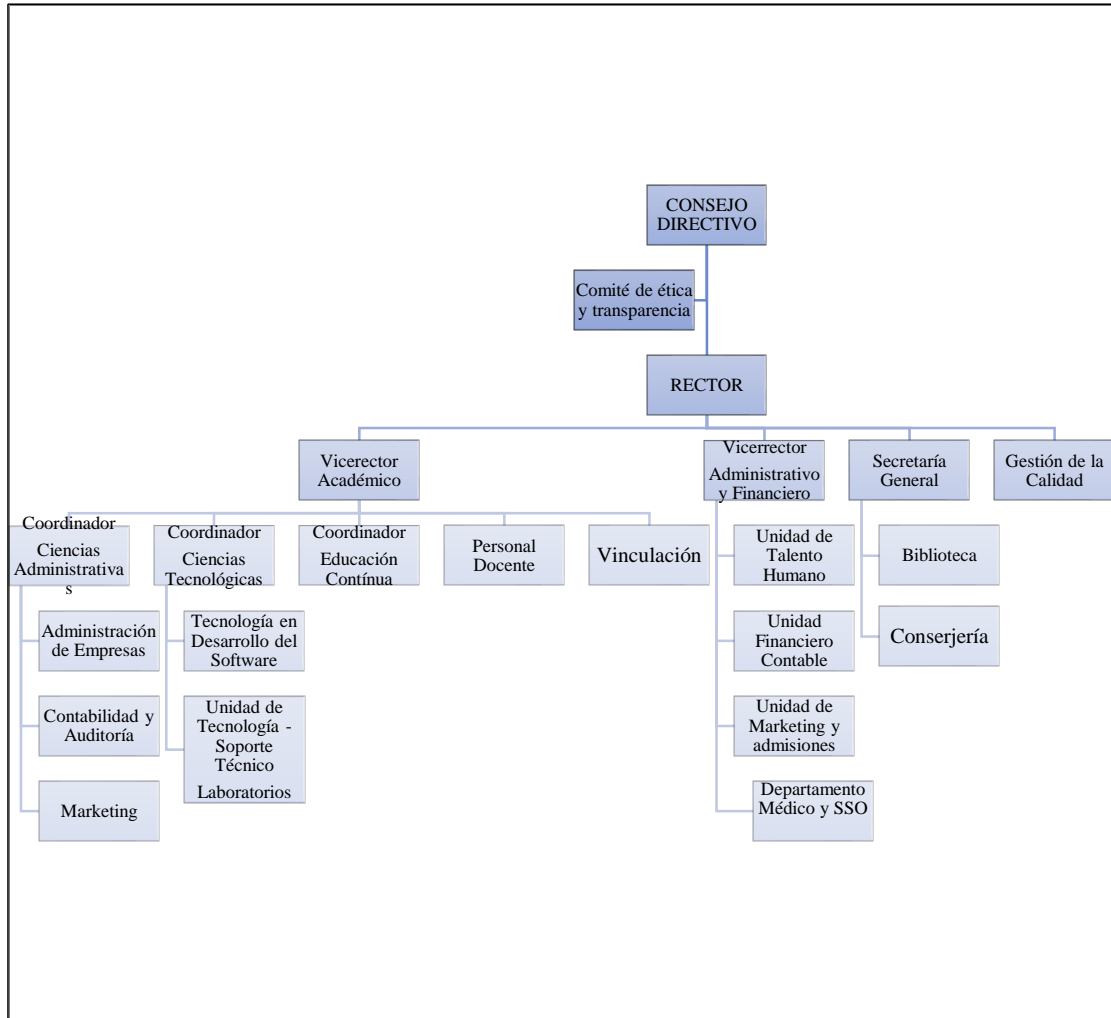 CONSEJO
DIRECTIVO
Comité de ética
y transparencia
RECTOR
Vicerector
Académico
Vicerrector
Administrativo
y Financiero
Secretaría
General
Gestión de la
Calidad
Coordinador
Ciencias
Administrativa
s
Coordinador
Ciencias
Tecnológicas
Coordinador
Educación
Contínua
Personal
Docente
Vinculación
Unidad de
Talento
Humano
Biblioteca
Administración
de Empresas
Tecnología en
Desarrollo del
Software
Unidad
Financiero
Contable
Conserjería
Contabilidad y
Auditoría
Unidad de
Tecnología -
Soporte
Técnico
Laboratorios
Unidad de
Marketing y
admisiones
Marketing
Departamento
Médico y SSO